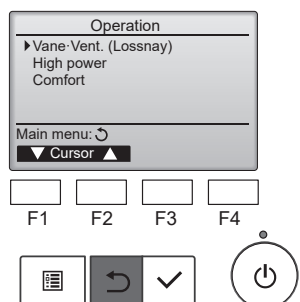 Operation
Vane·Vent. (Lossnay)
High power
Comfort
Main menu:
Cursor
F1 F2 F3 F4